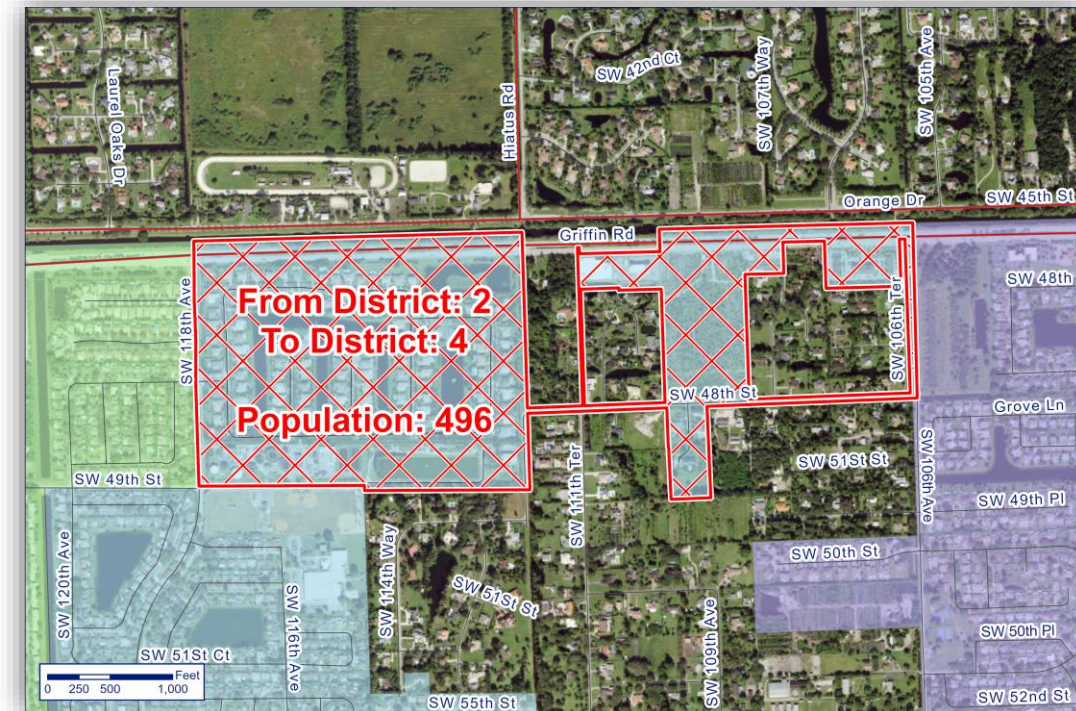 Laurel Oaks Dr
Hiatus Rd
SW 42nd Ct
SW 107th Way
SW 105th Ave
Orange Dr
SW 45th St
Griffin Rd
SW 118th Ave
From District: 2
To District: 4
Population: 496
SW 106th Ter
SW 48th
SW 48th St
Grove Ln
SW 49th St
SW 111th Ter
SW 51St St
SW 106th Ave
SW 49th Pl
SW 120th Ave
SW 116th Ave
SW 114th Way
SW 51St St
SW 109th Ave
SW 50th St
SW 50th Pl
SW 51St Ct
SW 55th St
SW 52nd St
Feet
0 250 500 1,000